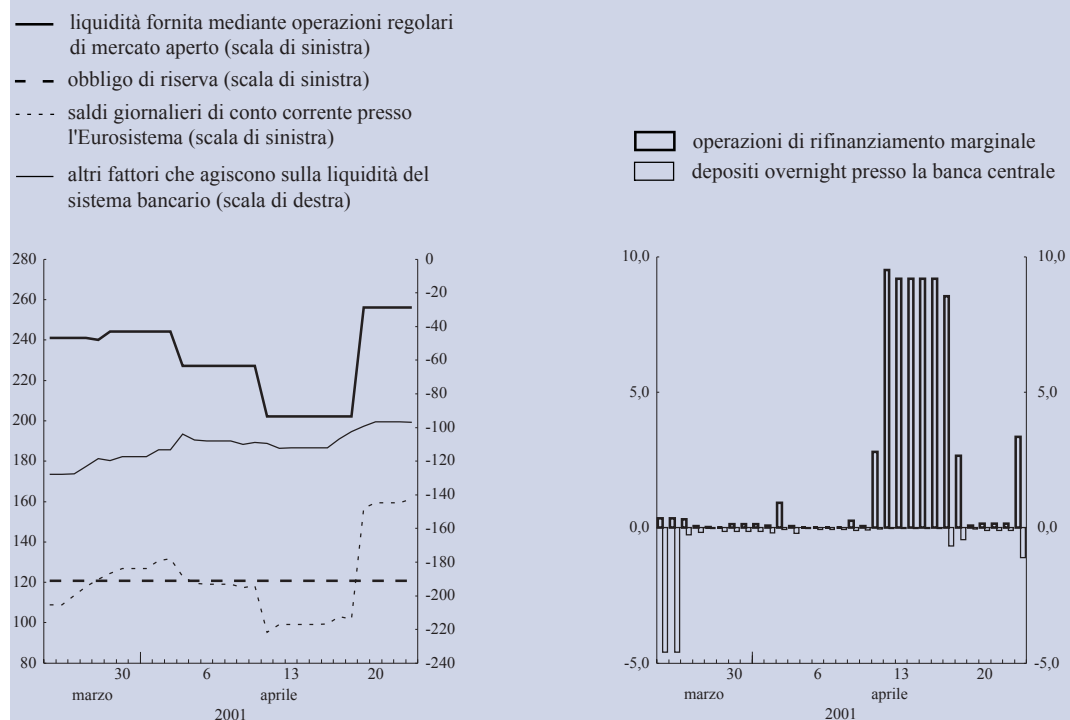 liquidità fornita mediante operazioni regolari
di mercato aperto (scala di sinistra)
obbligo di riserva (scala di sinistra)
saldi giornalieri di conto corrente presso
l'Eurosistema (scala di sinistra)
altri fattori che agiscono sulla liquidità del
sistema bancario (scala di destra)
operazioni di rifinanziamento marginale
depositi overnight presso la banca centrale
280
260
240
220
200
180
160
140
120
100
80
0
-20
-40
-60
-80
-100
-120
-140
-160
-180
-200
-220
-240
30 6 13 20
marzo aprile
2001
10,0
5,0
0,0
-5,0
10,0
5,0
0,0
-5,0
30 6 13 20
marzo aprile
2001